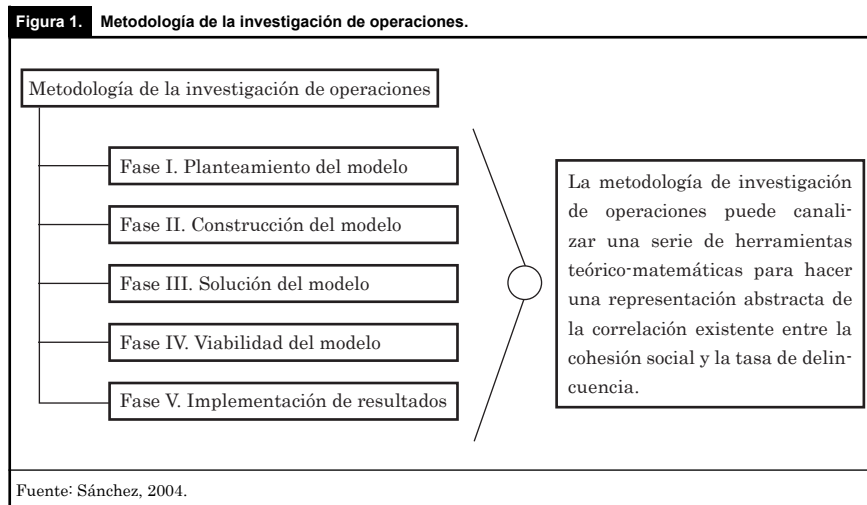 Figura 1. Metodología de la investigación de operaciones.
Metodología de la investigación de operaciones
Fase I. Planteamiento del modelo
Fase II. Construcción del modelo
Fase III. Solución del modelo
Fase IV. Viabilidad del modelo
Fase V. Implementación de resultados
La metodología de investigación
de operaciones puede canali-
zar una serie de herramientas
teórico-matemáticas para hacer
una representación abstracta de
la correlación existente entre la
cohesión social y la tasa de delin-
cuencia.
Fuente: Sánchez, 2004.